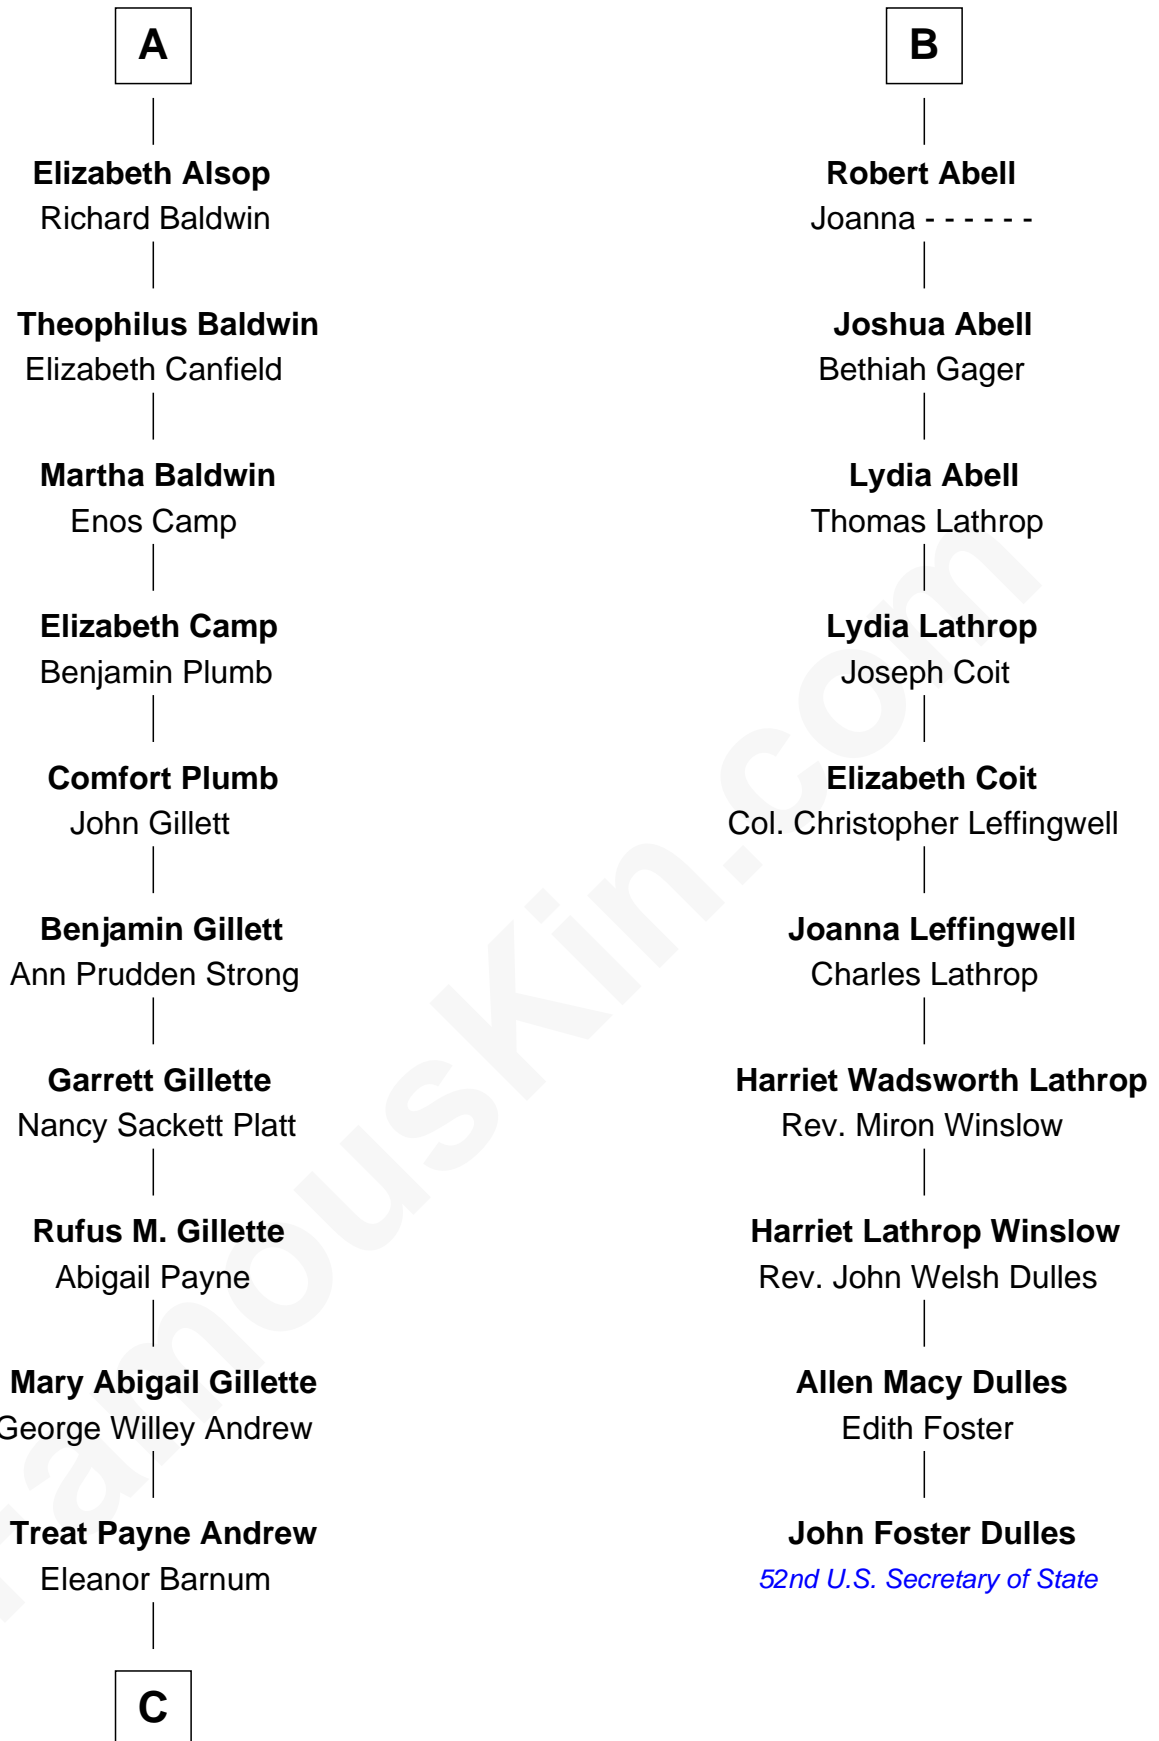 A
Elizabeth Alsop
Richard Baldwin
Theophilus Baldwin
Elizabeth Canfield
Martha Baldwin
Enos Camp
Elizabeth Camp
Benjamin Plumb
Comfort Plumb
John Gillett
Benjamin Gillett
Ann Prudden Strong
Garrett Gillette
Nancy Sackett Platt
Rufus M. Gillette
Abigail Payne
Mary Abigail Gillette
George Willey Andrew
Treat Payne Andrew
Eleanor Barnum
C
B
Robert Abell
Joanna - - - - - -
Joshua Abell
Bethiah Gager
Lydia Abell
Thomas Lathrop
Lydia Lathrop
Joseph Coit
Elizabeth Coit
Col. Christopher Leffingwell
Joanna Leffingwell
Charles Lathrop
Harriet Wadsworth Lathrop
Rev. Miron Winslow
Harriet Lathrop Winslow
Rev. John Welsh Dulles
Allen Macy Dulles
Edith Foster
John Foster Dulles
52nd U.S. Secretary of State
FamousKin.com